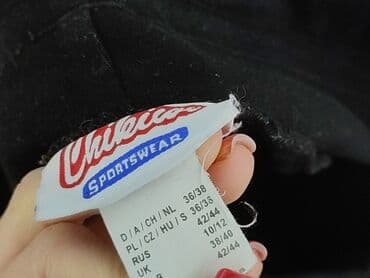 SPORTSWEAR
D/A/CH/NL 36/38
PL/CZ/HU/S 36/38
RUS 42/44
UK 10/12
38/40
42/44